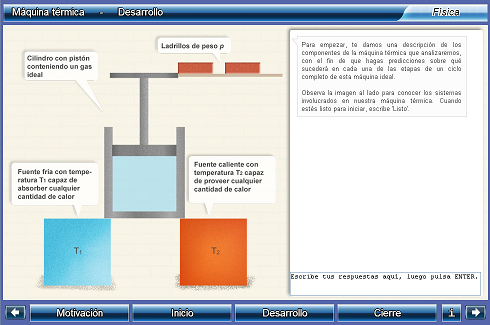 Máquina térmica - Desarrollo
Física
Ladrillos de peso p
Cilindro con pistón
conteniendo un gas
ideal
Para empezar, te damos una descripción de los
componentes de la máquina térmica que analizaremos,
con el fin de que hagas predicciones sobre qué
sucederá en cada una de las etapas de un ciclo
completo de esta máquina ideal.
Observa la imagen al lado para conocer los sistemas
involucrados en nuestra máquina térmica. Cuando
estés listo para iniciar, escribe 'Listo'.
Fuente fría con tempe-
ratura T1 capaz de
absorber cualquier
cantidad de calor
Fuente caliente con
temperatura T2 capaz
de proveer cualquier
cantidad de calor
T1
T2
Escribe tus respuestas aquí, luego pulsa ENTER.
Motivación
Inicio
Desarrollo
Cierre
i